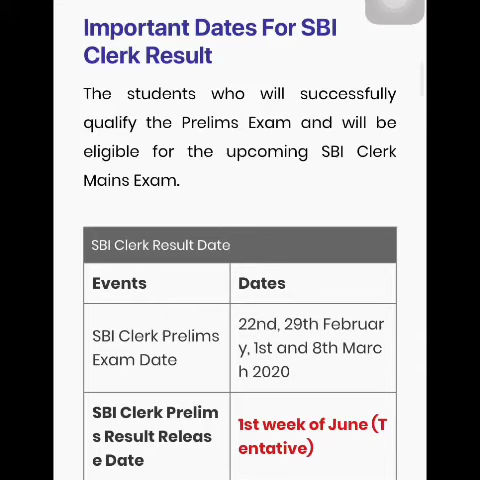 Important Dates For SBI
Clerk Result
The students who will successfully
qualify the Prelims Exam and will be
eligible for the upcoming SBI Clerk
Mains Exam.
SBI Clerk Result Date
Events Dates
SBI Clerk Prelims
Exam Date
22nd, 29th Februar
y, 1st and 8th Marc
h 2020
SBI Clerk Prelim
s Result Releas
e Date
1st week of June (T
entative)